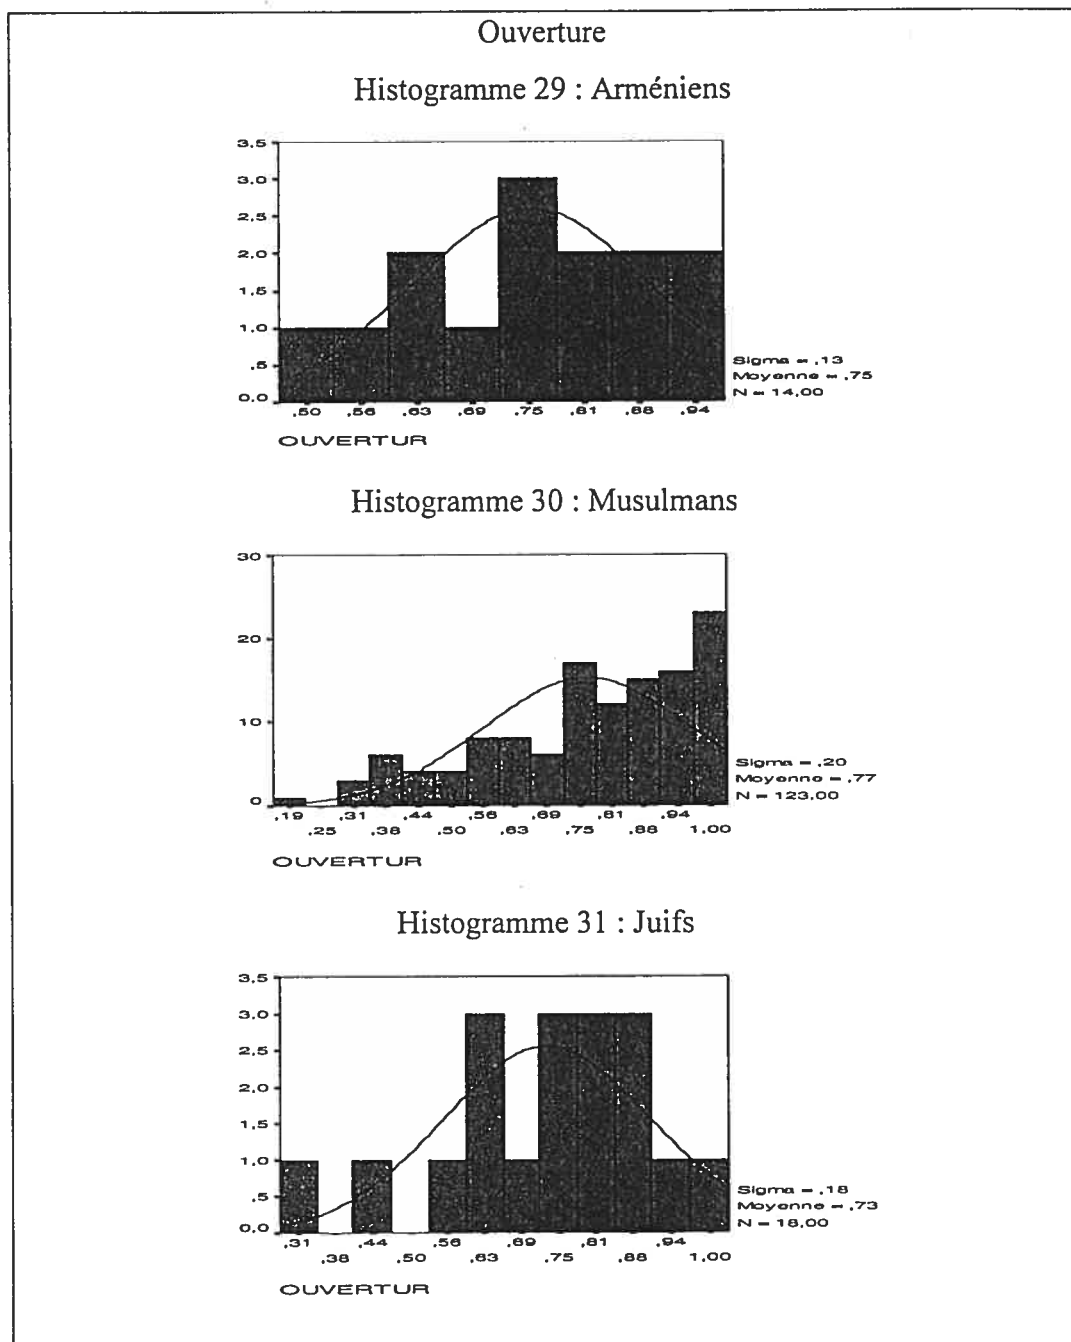 Ouverture
Histogramme 29 : Arméniens
3,5
3,0
2,5
2,0
1,5
1,0
,5
0,0
,50 ,56 ,63 ,69 ,75 ,81 ,88 ,94
Sigma = ,13
Moyenne = ,75
N = 14,00
OUVERTUR
Histogramme 30 : Musulmans
30
20
10
0
,19 ,31 ,44 ,56 ,69 ,81 ,94
,25 ,38 ,50 ,63 ,75 ,88 1,00
Sigma = ,20
Moyenne = ,77
N = 123,00
OUVERTUR
Histogramme 31 : Juifs
3,5
3,0
2,5
2,0
1,5
1,0
,5
0,0
,31 ,44 ,56 ,69 ,81 ,94
,38 ,50 ,63 ,75 ,88 1,00
Sigma = ,18
Moyenne = ,73
N = 18,00
OUVERTUR